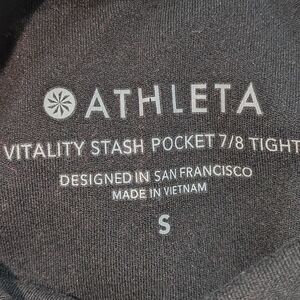 ATHLETA
VITALITY STASH POCKET 7/8 TIGHT
DESIGNED IN SAN FRANCISCO
MADE IN VIETNAM
S